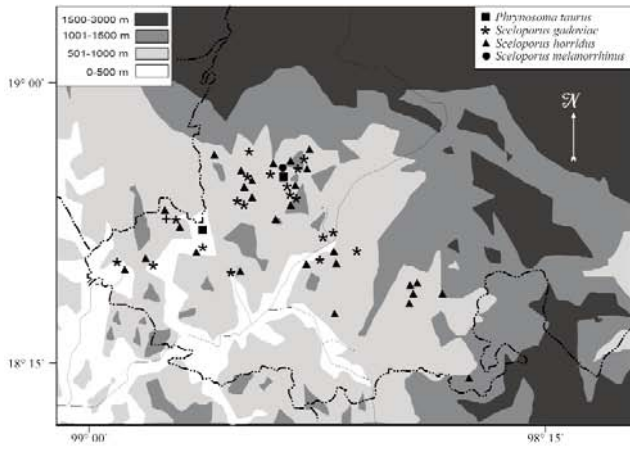 1500-3000 m
1001-1500 m
501-1000 m
0-500 m
Phrynosoma taurus
Sceloporus gadoviae
Sceloporus horridus
Sceloporus melanorrhinus
19° 00'
N
18° 15'
99° 00'
98° 15'